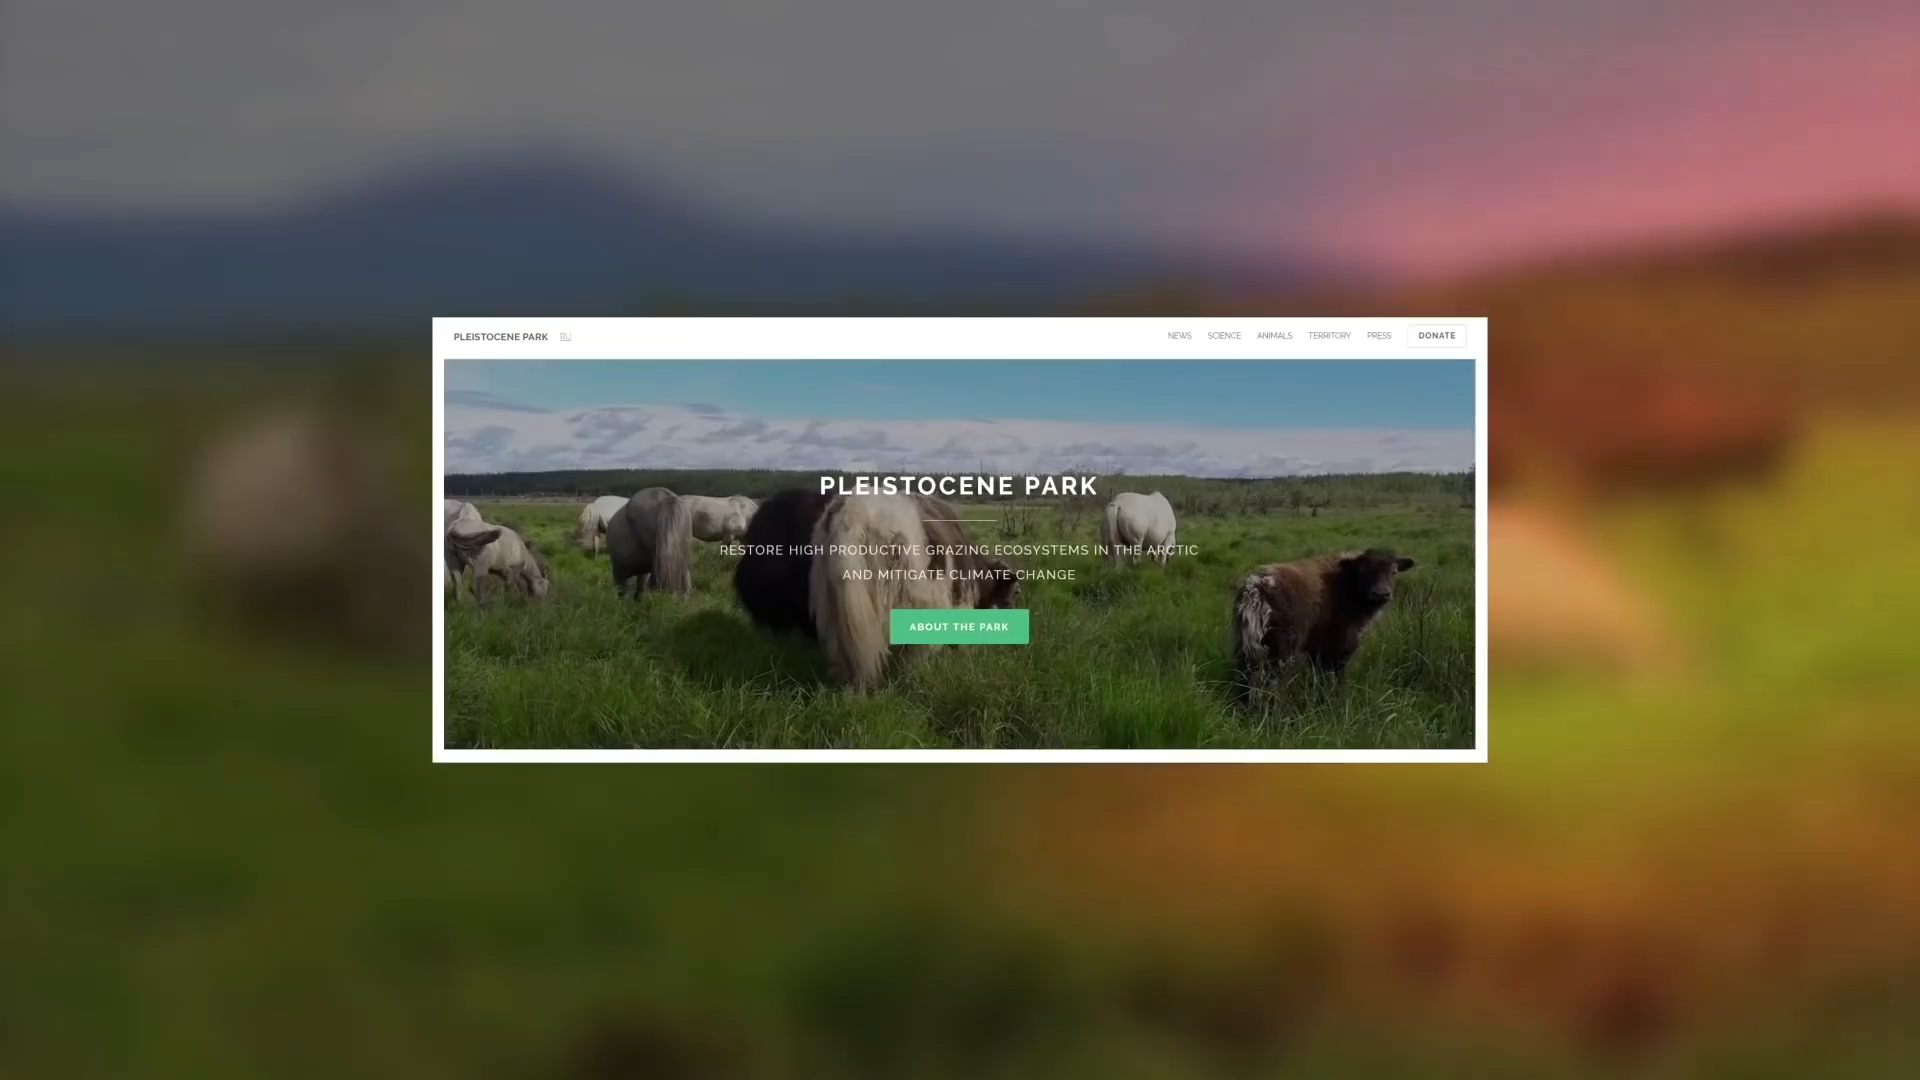 PLEISTOCENE PARK RU NEWS SCIENCE ANIMALS TERRITORY PRESS DONATE
PLEISTOCENE PARK
RESTORE HIGH PRODUCTIVE GRAZING ECOSYSTEMS IN THE ARCTIC
AND MITIGATE CLIMATE CHANGE
ABOUT THE PARK